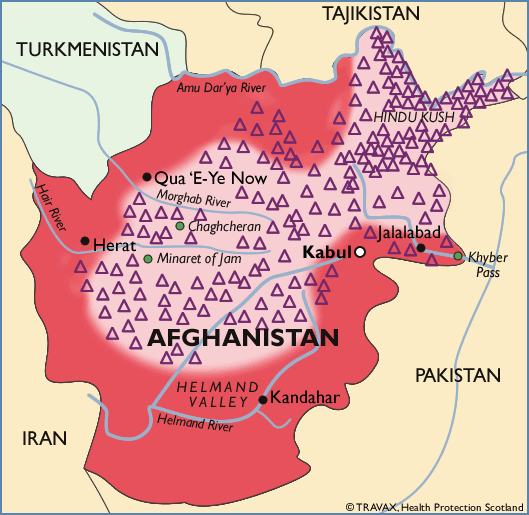 TAJIKISTAN
TURKMENISTAN
Amu Dar'ya River
HINDU KUSH
Qua ‘E-Ye Now
Morghab River
Hair River
Chaghcheran
Jalalabad
Herat
Kabul
Khyber
Pass
Minaret of Jam
AFGHANISTAN
PAKISTAN
HELMAND
VALLEY
Kandahar
Helmand River
IRAN
© TRAVAX, Health Protection Scotland